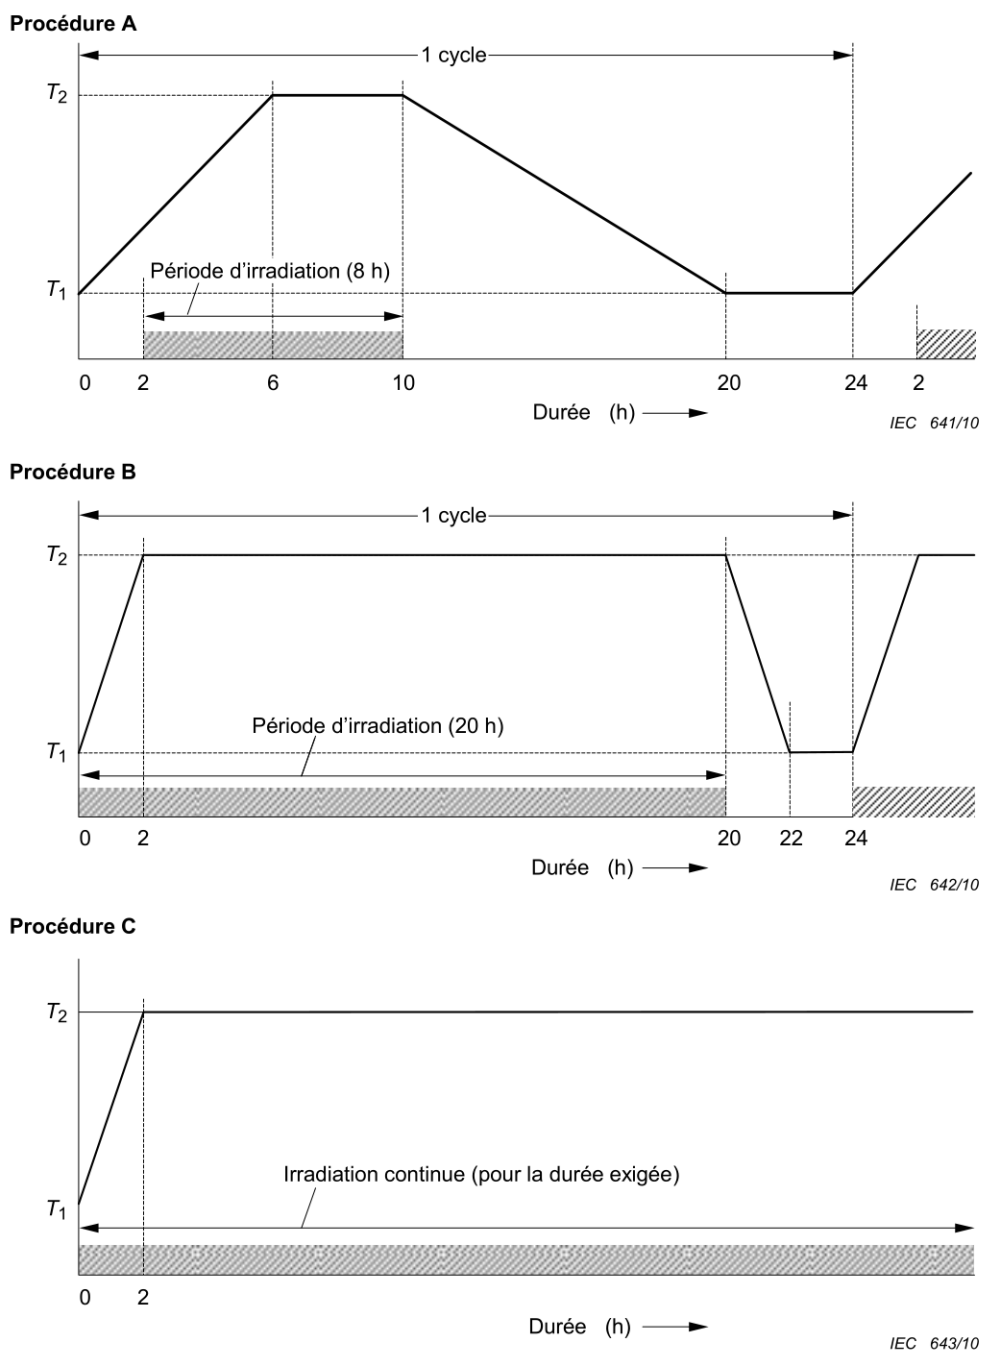 Procédure A
1 cycle
T2
Période d'irradiation (8 h)
T1
0 2 6 10 20 24 2
Durée (h)
IEC 641/10
Procédure B
1 cycle
T2
Période d'irradiation (20 h)
T1
0 2 20 22 24
Durée (h)
IEC 642/10
Procédure C
T2
Irradiation continue (pour la durée exigée)
T1
0 2
Durée (h)
IEC 643/10